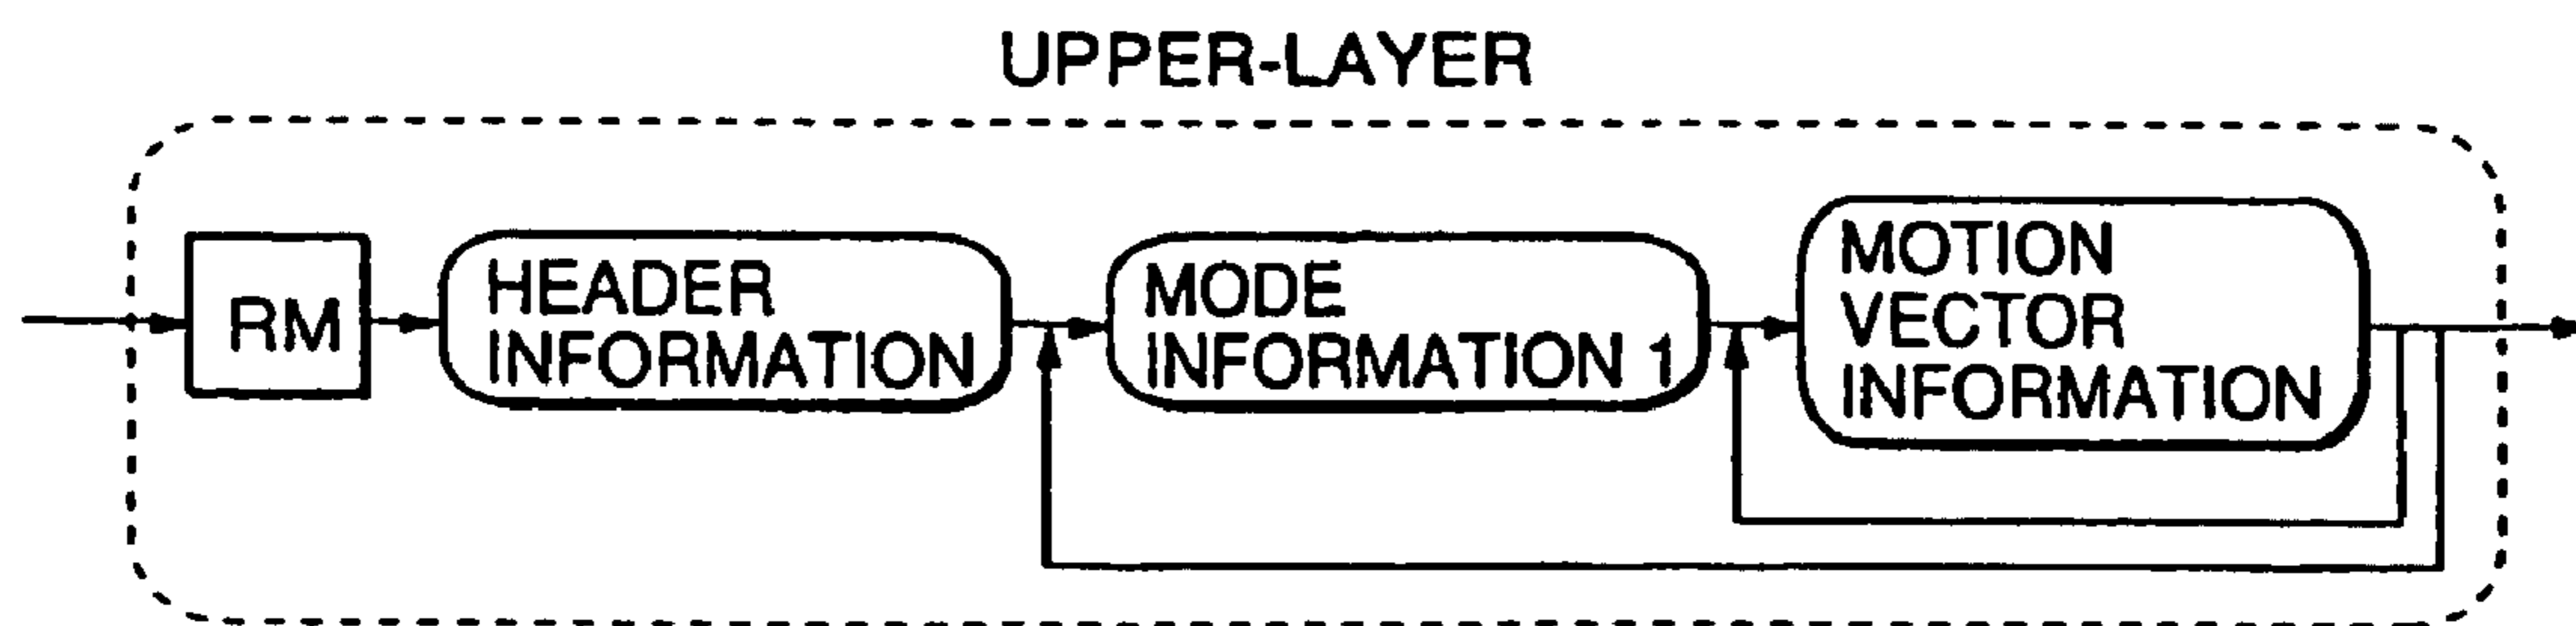 UPPER-LAYER
RM
HEADER
INFORMATION
MODE
INFORMATION 1
MOTION
VECTOR
INFORMATION